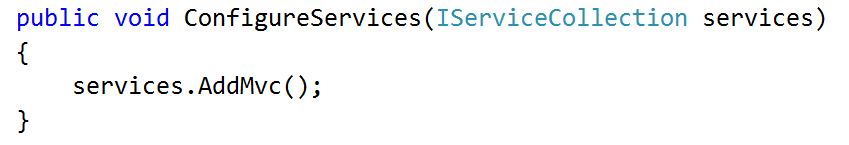 public void ConfigureServices(IServiceCollection services)
{
    services.AddMvc();
}